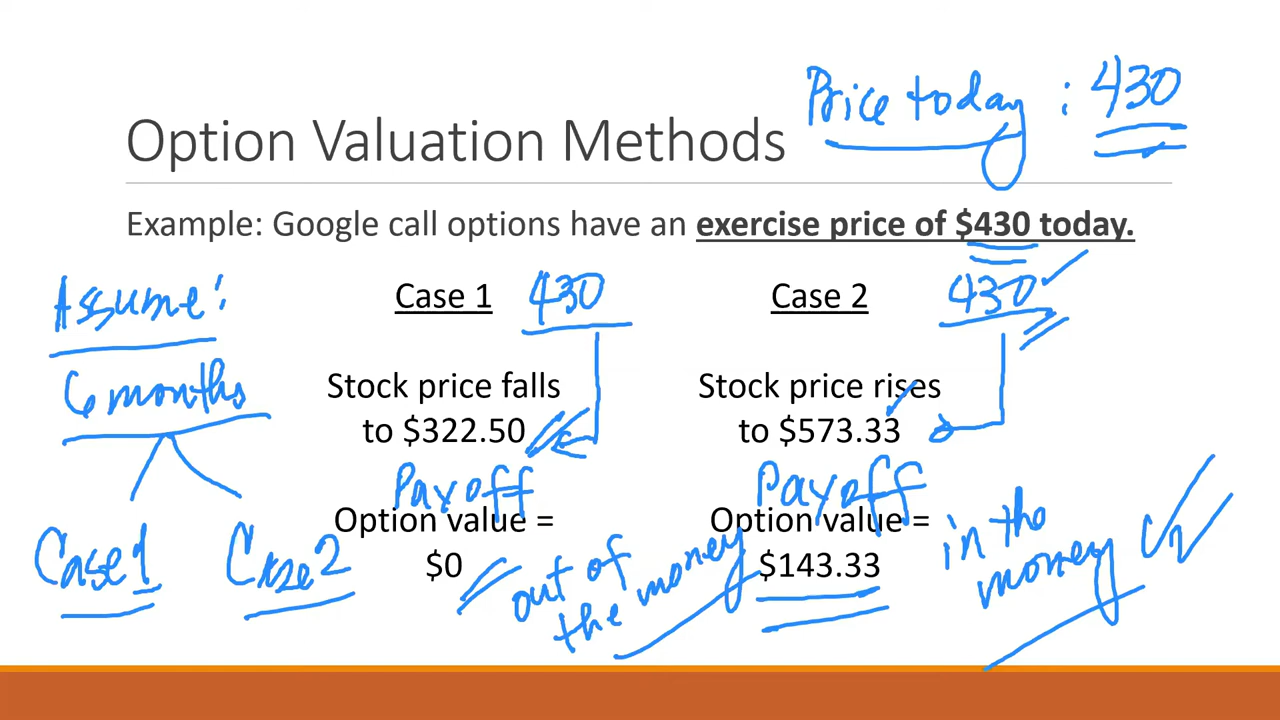 Price today : 430
Option Valuation Methods
Example: Google call options have an exercise price of $430 today.
Assume:
6 months
Case 1
Case 2
Case 1 430
Stock price falls
to $322.50
Payoff
Option value =
$0
out of the money
Case 2 430
Stock price rises
to $573.33
Payoff
Option value =
$143.33
in the
money